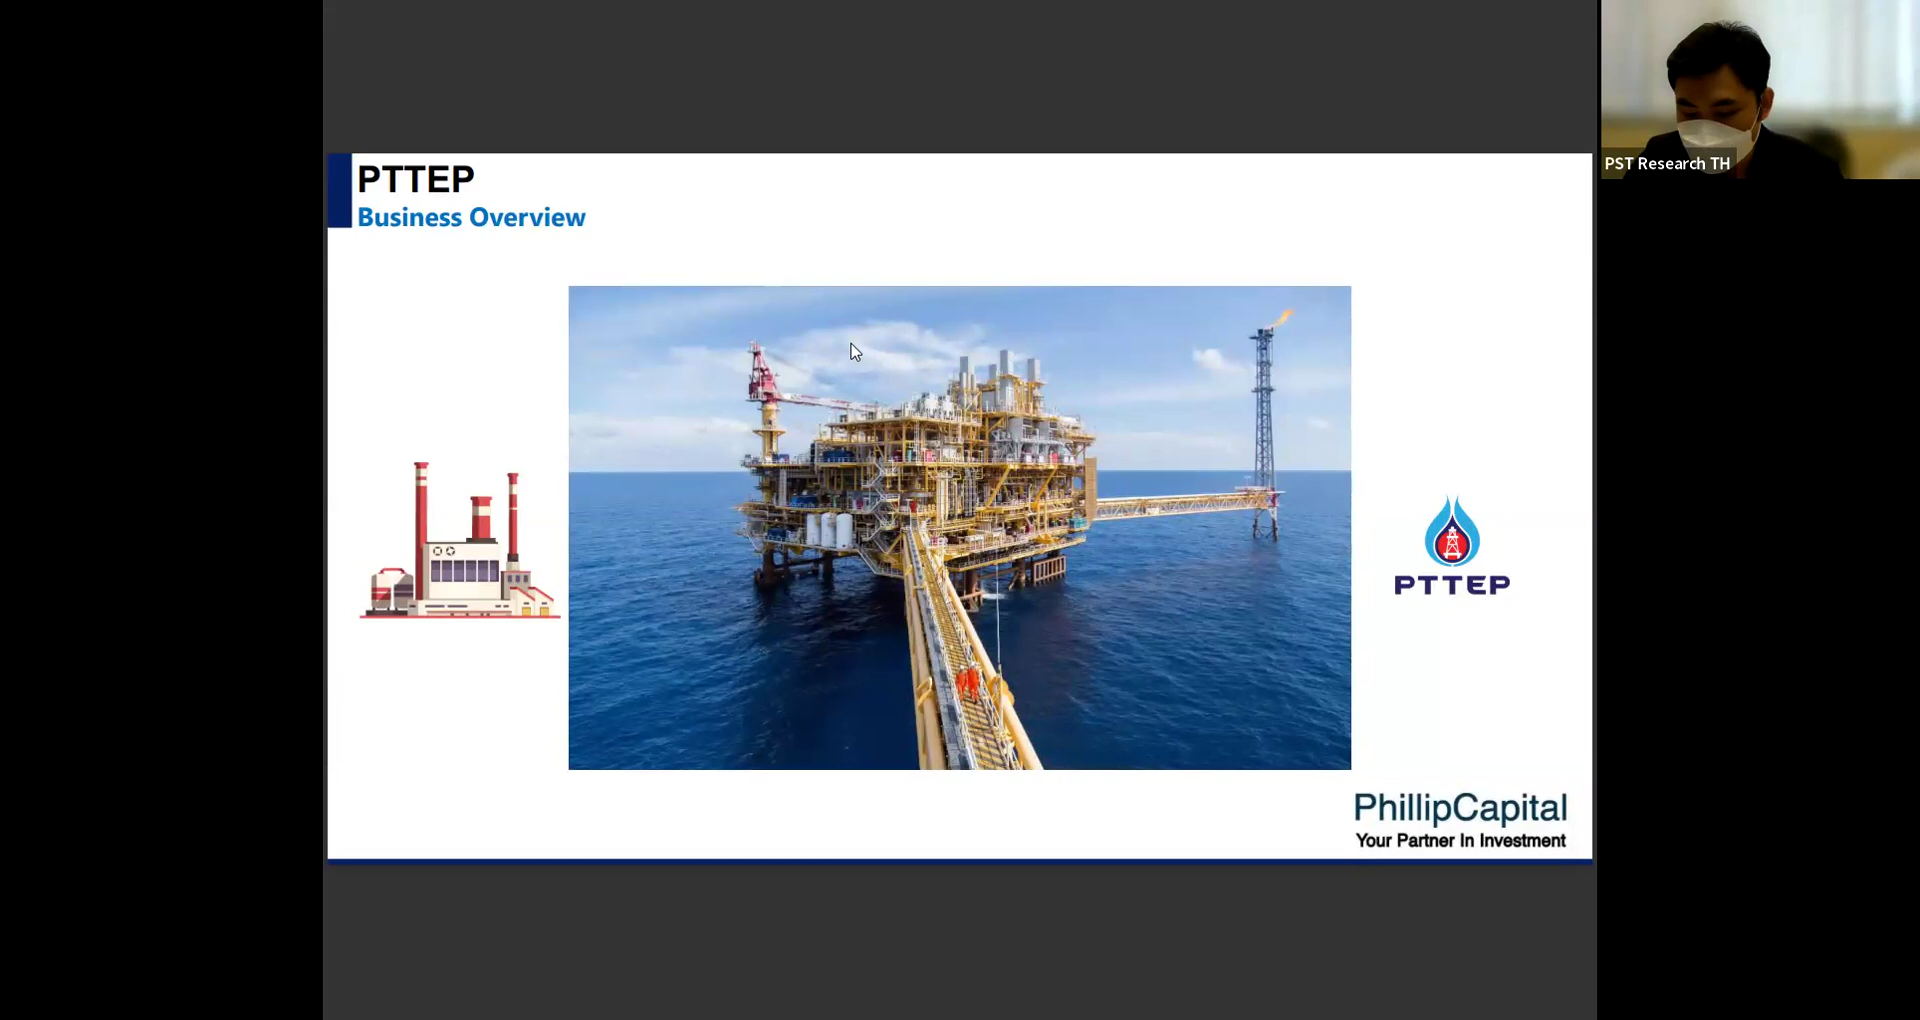 PTTEP
Business Overview
PST Research TH
PTTEP
PhillipCapital
Your Partner In Investment